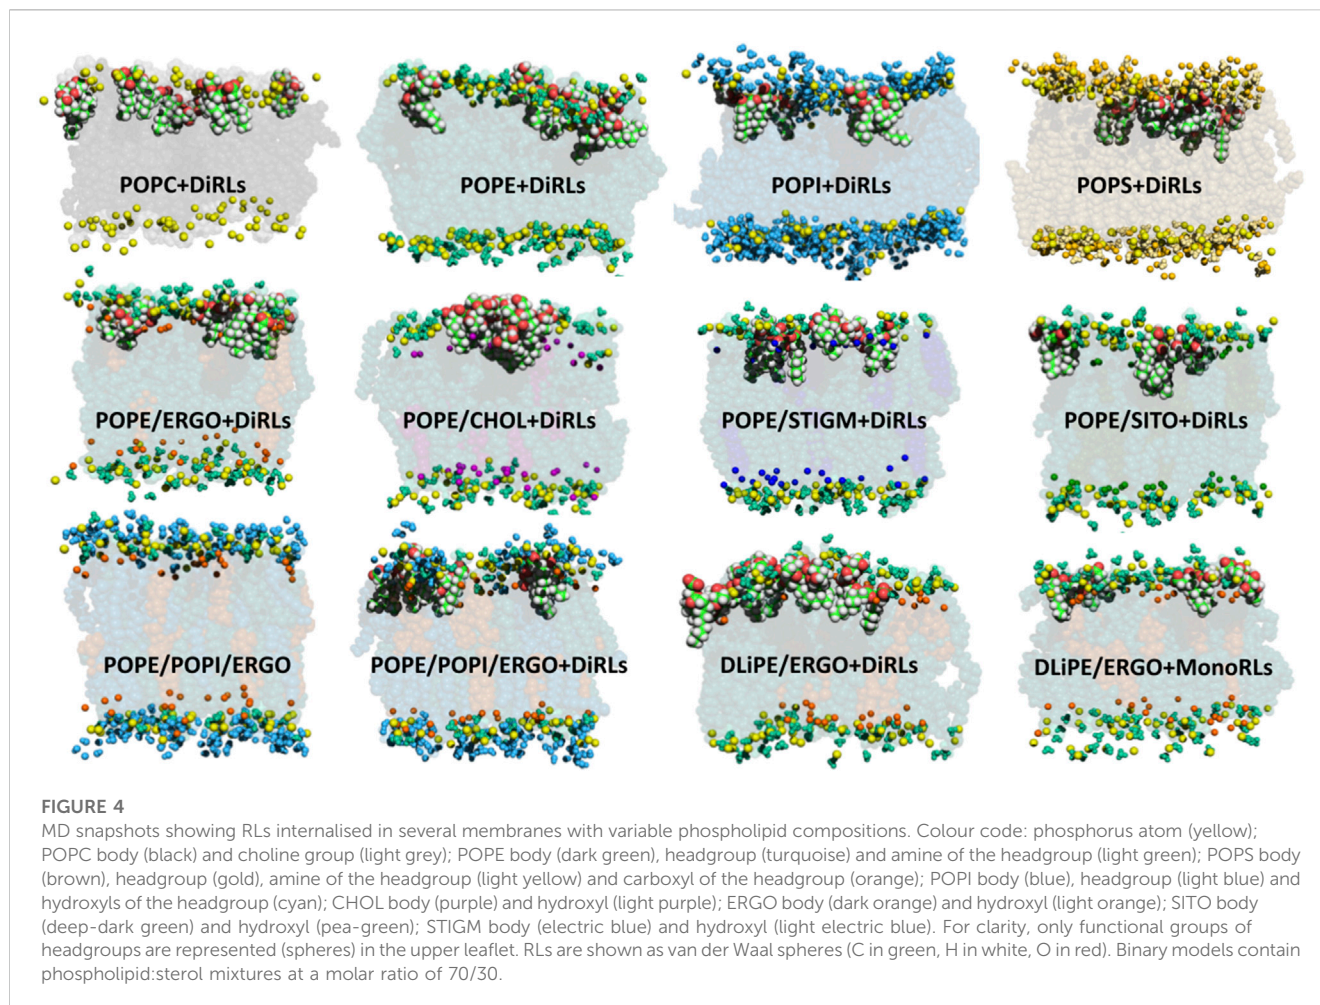 POPC+DiRLs
POPE+DiRLs
POPI+DiRLs
POPS+DiRLs
POPE/ERGO+DiRLs
POPE/CHOL+DiRLs
POPE/STIGM+DiRLs
POPE/SITO+DiRLs
POPE/POPI/ERGO
POPE/POPI/ERGO+DiRLs
DLiPE/ERGO+DiRLs
DLiPE/ERGO+MonoRLs
FIGURE 4
MD snapshots showing RLs internalised in several membranes with variable phospholipid compositions. Colour code: phosphorus atom (yellow);
POPC body (black) and choline group (light grey); POPE body (dark green), headgroup (turquoise) and amine of the headgroup (light green); POPS body
(brown), headgroup (gold), amine of the headgroup (light yellow) and carboxyl of the headgroup (orange); POPI body (blue), headgroup (light blue) and
hydroxyls of the headgroup (cyan); CHOL body (purple) and hydroxyl (light purple); ERGO body (dark orange) and hydroxyl (light orange); SITO body
(deep-dark green) and hydroxyl (pea-green); STIGM body (electric blue) and hydroxyl (light electric blue). For clarity, only functional groups of
headgroups are represented (spheres) in the upper leaflet. RLs are shown as van der Waal spheres (C in green, H in white, O in red). Binary models contain
phospholipid:sterol mixtures at a molar ratio of 70/30.